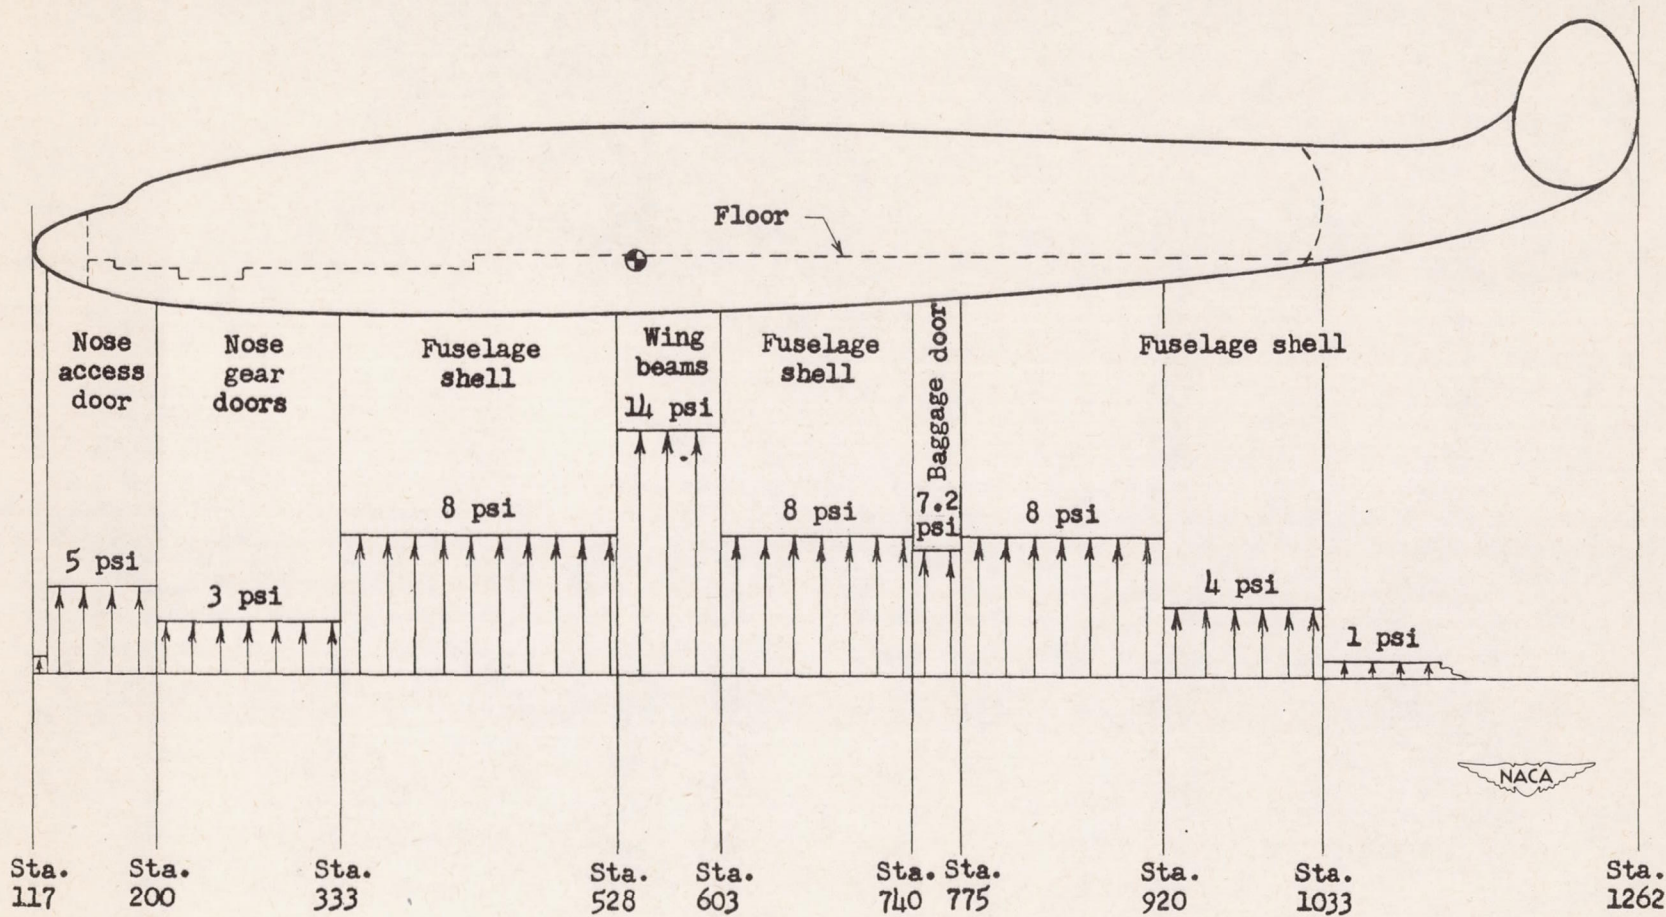 Floor
Nose
access
door
Nose
gear
doors
Fuselage
shell
Wing
beams
14 psi
Fuselage
shell
Baggage door
Fuselage shell
5 psi
3 psi
8 psi
8 psi
7.2
psi
8 psi
4 psi
1 psi
NACA
Sta.
117
Sta.
200
Sta.
333
Sta.
528
Sta.
603
Sta.
740
Sta.
775
Sta.
920
Sta.
1033
Sta.
1262